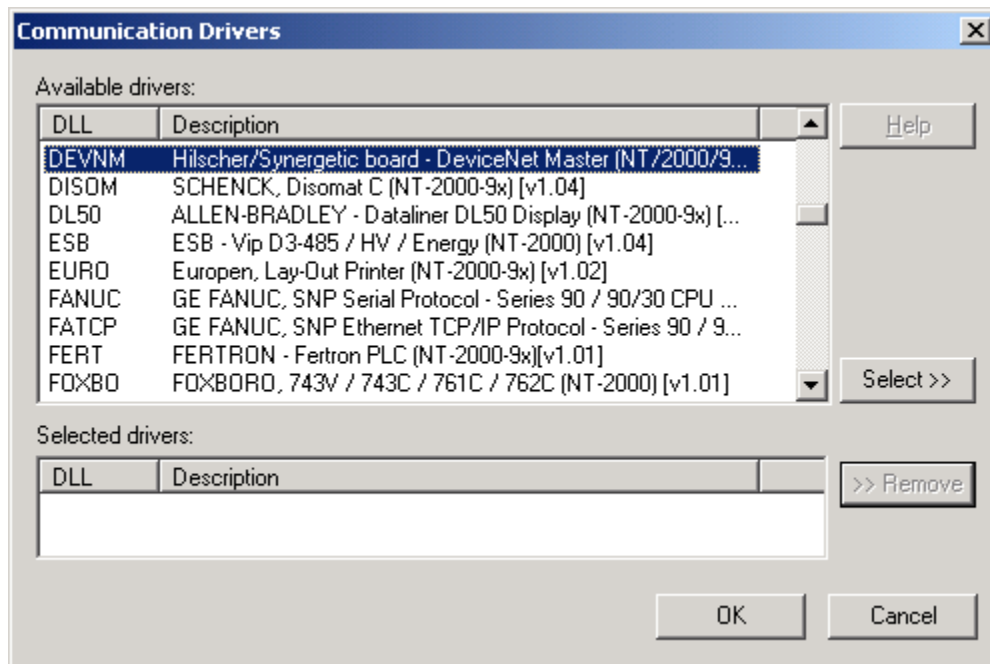 Communication Drivers
Available drivers:
DLL Description
Help
DEVNM Hilscher/Synergetic board - DeviceNet Master (NT/2000/9...
DISOM SCHENCK, Disomat C (NT-2000-9x) [v1.04]
DL50 ALLEN-BRADLEY - Dataliner DL50 Display (NT-2000-9x) [...
ESB ESB - Vip D3-485 / HV / Energy (NT-2000) [v1.04]
EURO Europen, Lay-Out Printer (NT-2000-9x) [v1.02]
FANUC GE FANUC, SNP Serial Protocol - Series 90 / 90/30 CPU ...
FATCP GE FANUC, SNP Ethernet TCP/IP Protocol - Series 90 / 9...
FERT FERTRON - Fertron PLC (NT-2000-9x)[v1.01]
FOXBO FOXBORO, 743V / 743C / 761C / 762C (NT-2000) [v1.01]
Select >>
Selected drivers:
DLL Description
>> Remove
OK Cancel